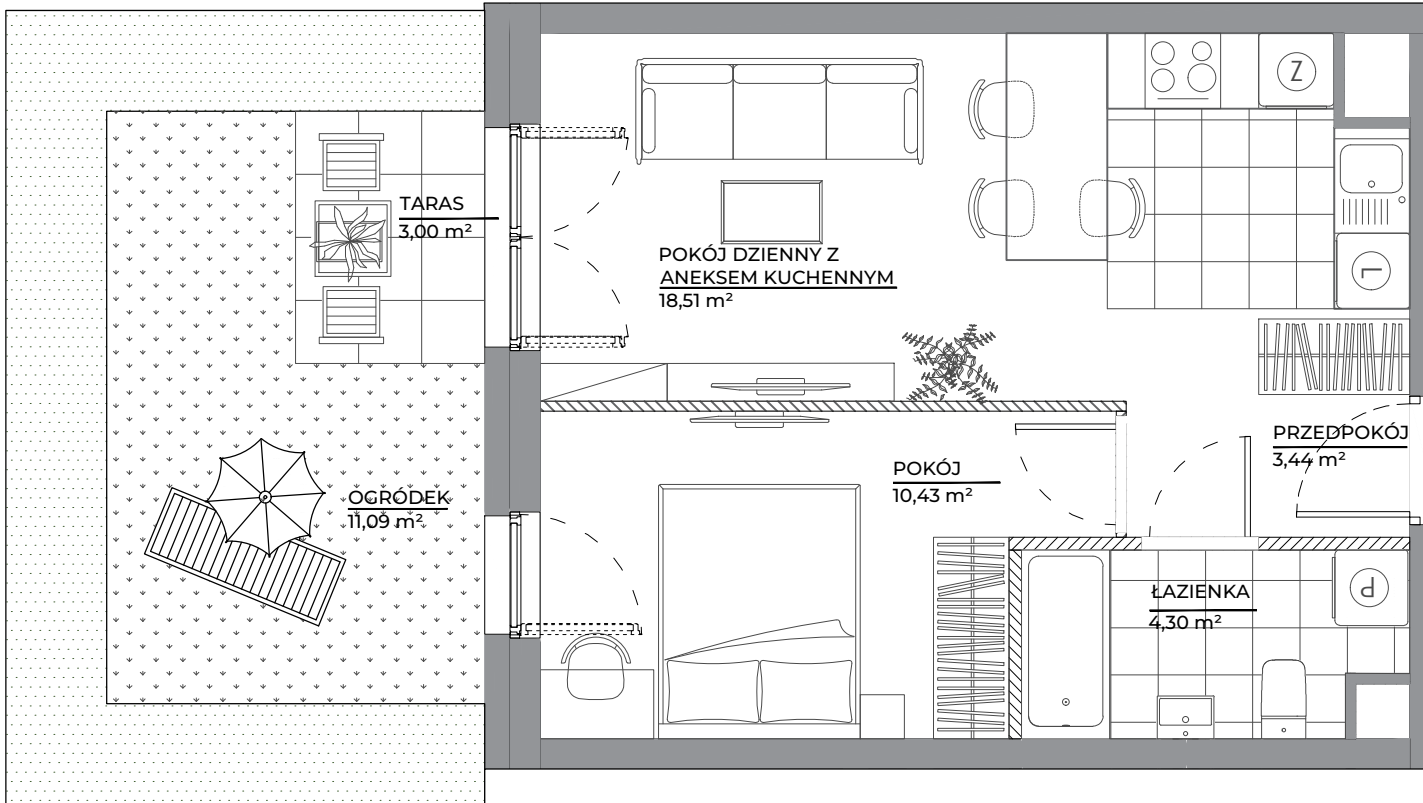 Z
TARAS
3,00 m²
POKÓJ DZIENNY Z
ANEKSEM KUCHENNYM
18,51 m²
L
PRZEDPOKÓJ
3,44 m²
POKÓJ
10,43 m²
OGRÓDEK
11,09 m²
ŁAZIENKA
4,30 m²
P